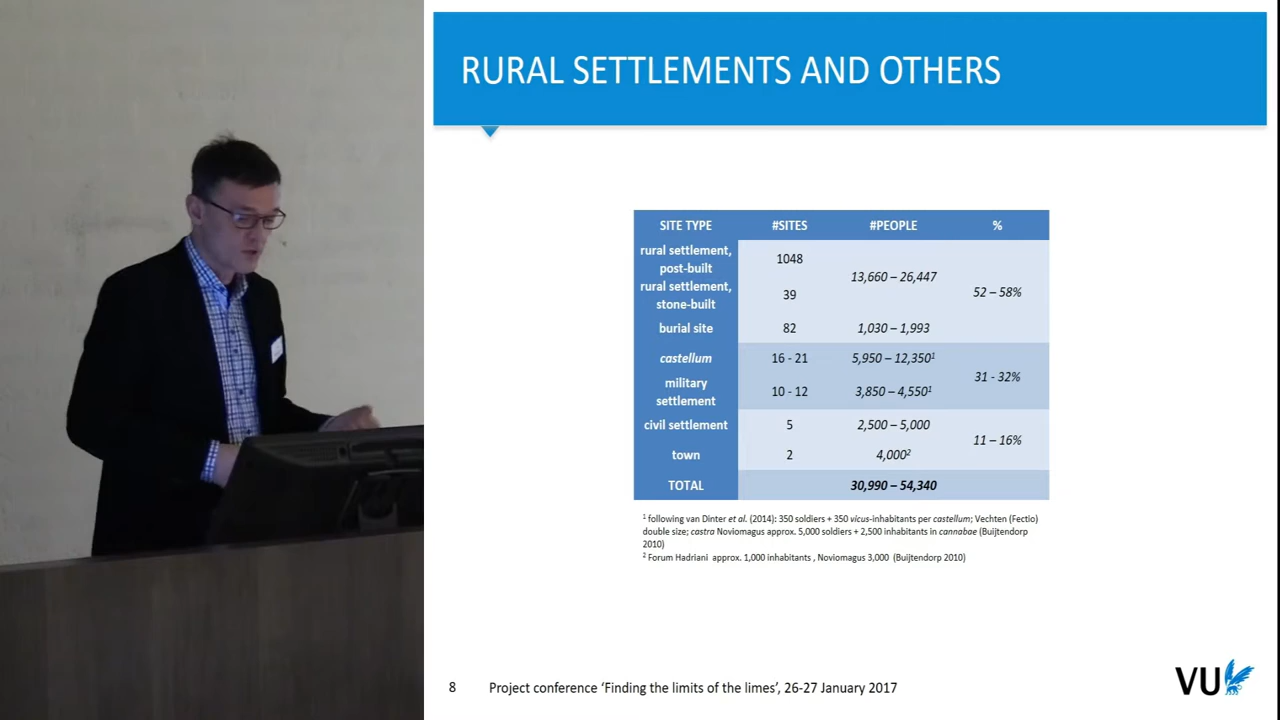 RURAL SETTLEMENTS AND OTHERS
SITE TYPE #SITES #PEOPLE %
rural settlement, post-built 1048 13,660 – 26,447 52 – 58%
rural settlement, stone-built 39
burial site 82 1,030 – 1,993
castellum 16 - 21 5,950 – 12,350¹ 31 - 32%
military settlement 10 - 12 3,850 – 4,550¹
civil settlement 5 2,500 – 5,000 11 – 16%
town 2 4,000²
TOTAL 30,990 – 54,340
¹ following van Dinter et al. (2014): 350 soldiers + 350 vicus-inhabitants per castellum; Vechten (Fectio)
double size; castra Noviomagus approx. 5,000 soldiers + 2,500 inhabitants in cannabae (Buijtendorp
2010)
² Forum Hadriani approx. 1,000 inhabitants , Noviomagus 3,000 (Buijtendorp 2010)
8 Project conference ‘Finding the limits of the limes’, 26-27 January 2017
VU